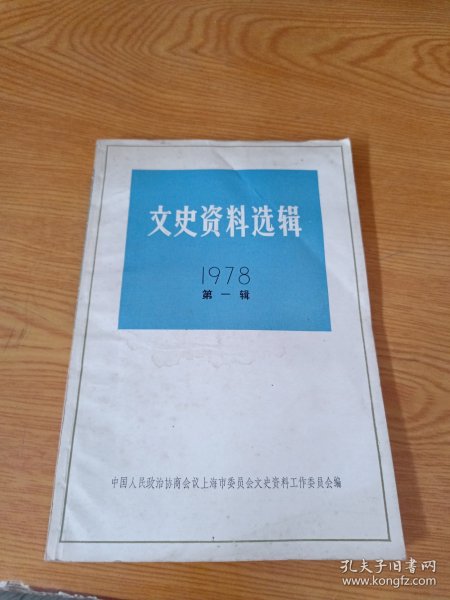 文史资料选辑
1978
第一辑
中国人民政治协商会议上海市委员会文史资料工作委员会编
孔夫子旧书网
www.kongfz.com